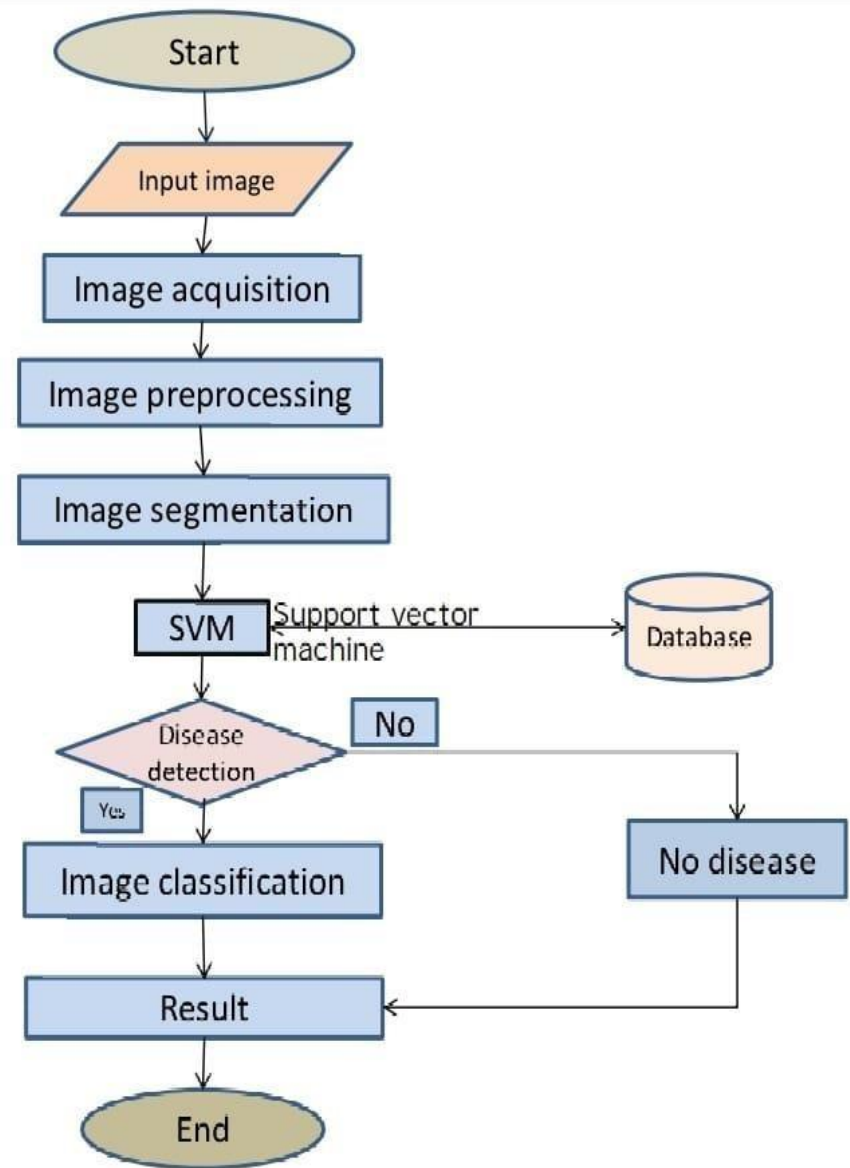 Start
Input image
Image acquisition
Image preprocessing
Image segmentation
SVM
Support vector
machine
Database
Disease
detection
No
Yes
Image classification
No disease
Result
End